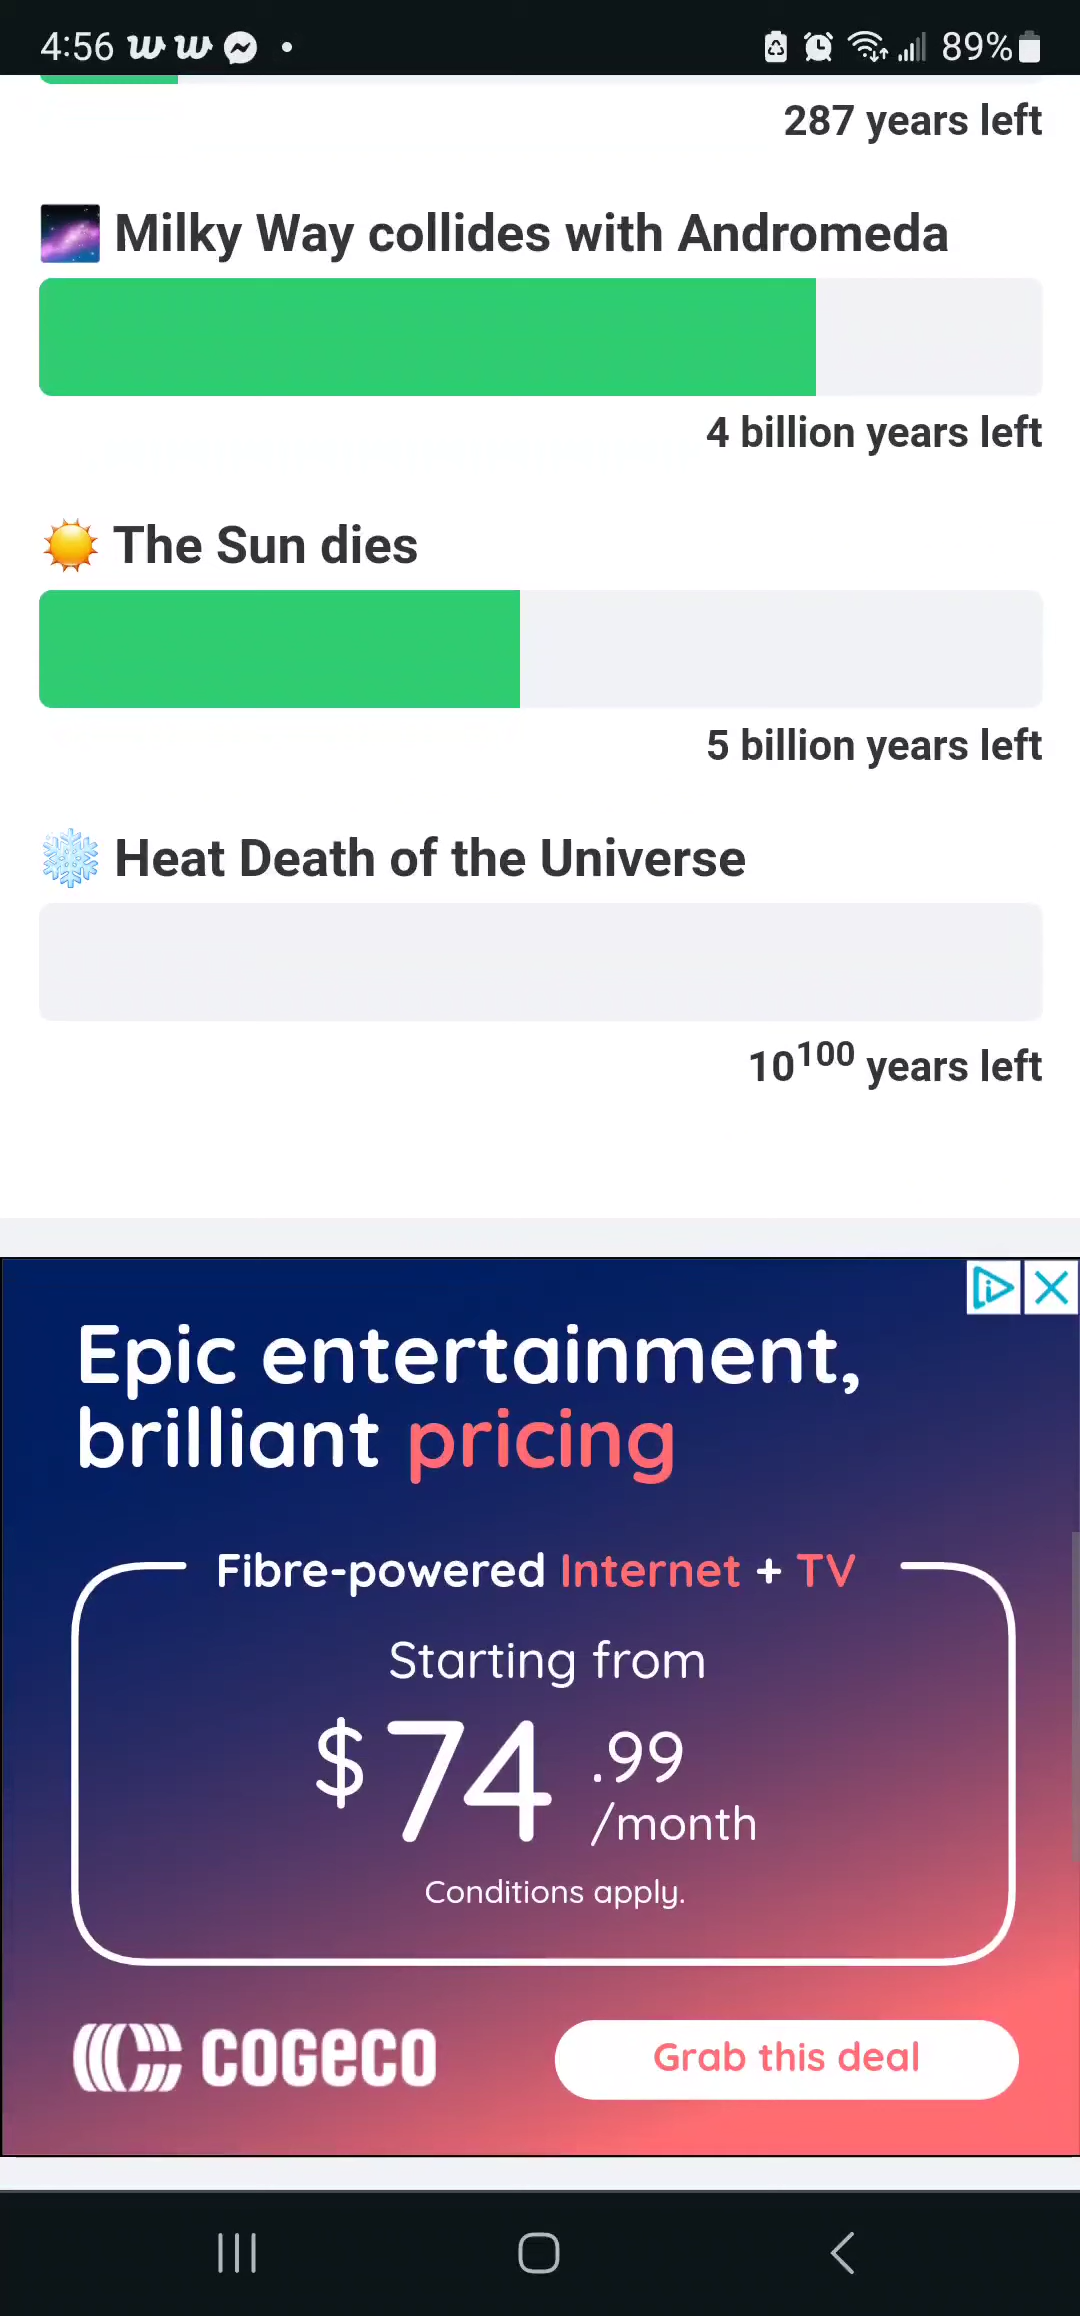 4:56
89%
287 years left
Milky Way collides with Andromeda
4 billion years left
The Sun dies
5 billion years left
Heat Death of the Universe
10¹⁰⁰ years left
Epic entertainment,
brilliant pricing
Fibre-powered Internet + TV
Starting from
$74.99
/month
Conditions apply.
COGECO
Grab this deal